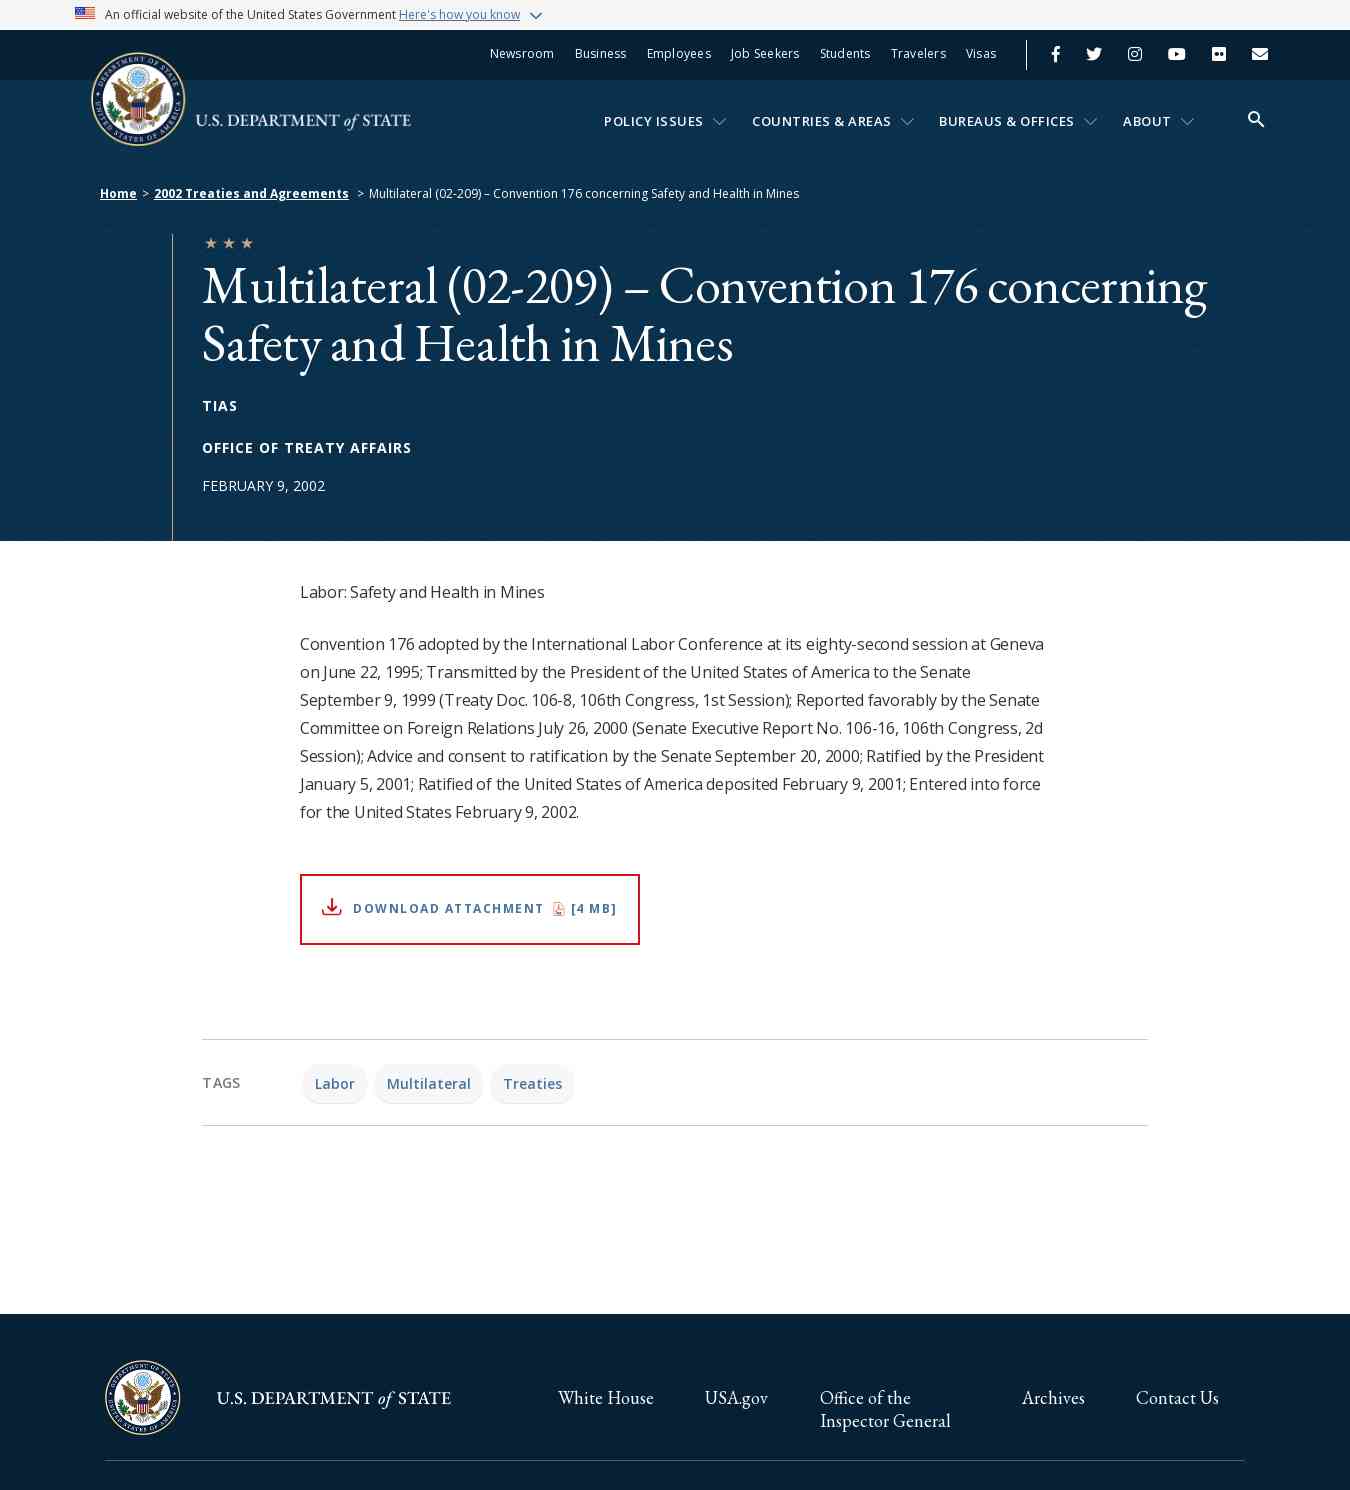 An official website of the United States Government Here's how you know
Newsroom Business Employees Job Seekers Students Travelers Visas
U.S. DEPARTMENT of STATE
POLICY ISSUES COUNTRIES & AREAS BUREAUS & OFFICES ABOUT
Home > 2002 Treaties and Agreements > Multilateral (02-209) – Convention 176 concerning Safety and Health in Mines
Multilateral (02-209) – Convention 176 concerning
Safety and Health in Mines
TIAS
OFFICE OF TREATY AFFAIRS
FEBRUARY 9, 2002
Labor: Safety and Health in Mines
Convention 176 adopted by the International Labor Conference at its eighty-second session at Geneva
on June 22, 1995; Transmitted by the President of the United States of America to the Senate
September 9, 1999 (Treaty Doc. 106-8, 106th Congress, 1st Session); Reported favorably by the Senate
Committee on Foreign Relations July 26, 2000 (Senate Executive Report No. 106-16, 106th Congress, 2d
Session); Advice and consent to ratification by the Senate September 20, 2000; Ratified by the President
January 5, 2001; Ratified of the United States of America deposited February 9, 2001; Entered into force
for the United States February 9, 2002.
DOWNLOAD ATTACHMENT [4 MB]
TAGS Labor Multilateral Treaties
U.S. DEPARTMENT of STATE
White House USA.gov Office of the Archives Contact Us
Inspector General